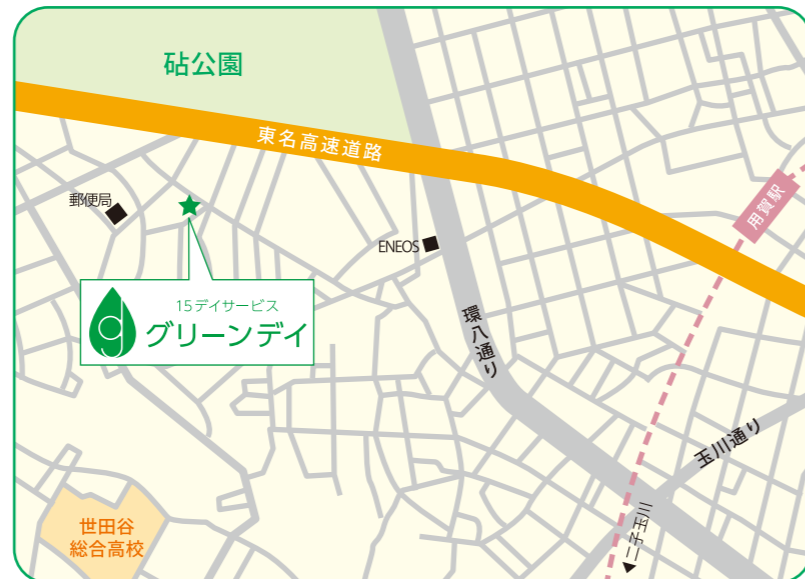 砧公園
東名高速道路
郵便局
用賀駅
ENEOS
15デイサービス
グリーンデイ
環八通り
玉川通り
世田谷
総合高校
◀二子玉川